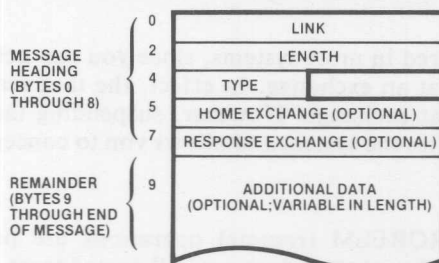 MESSAGE
HEADING
(BYTES 0
THROUGH 8)
0
LINK
2
LENGTH
4
TYPE
5
HOME EXCHANGE (OPTIONAL)
7
RESPONSE EXCHANGE (OPTIONAL)
REMAINDER
(BYTES 9
THROUGH END
OF MESSAGE)
9
ADDITIONAL DATA
(OPTIONAL;VARIABLE IN LENGTH)